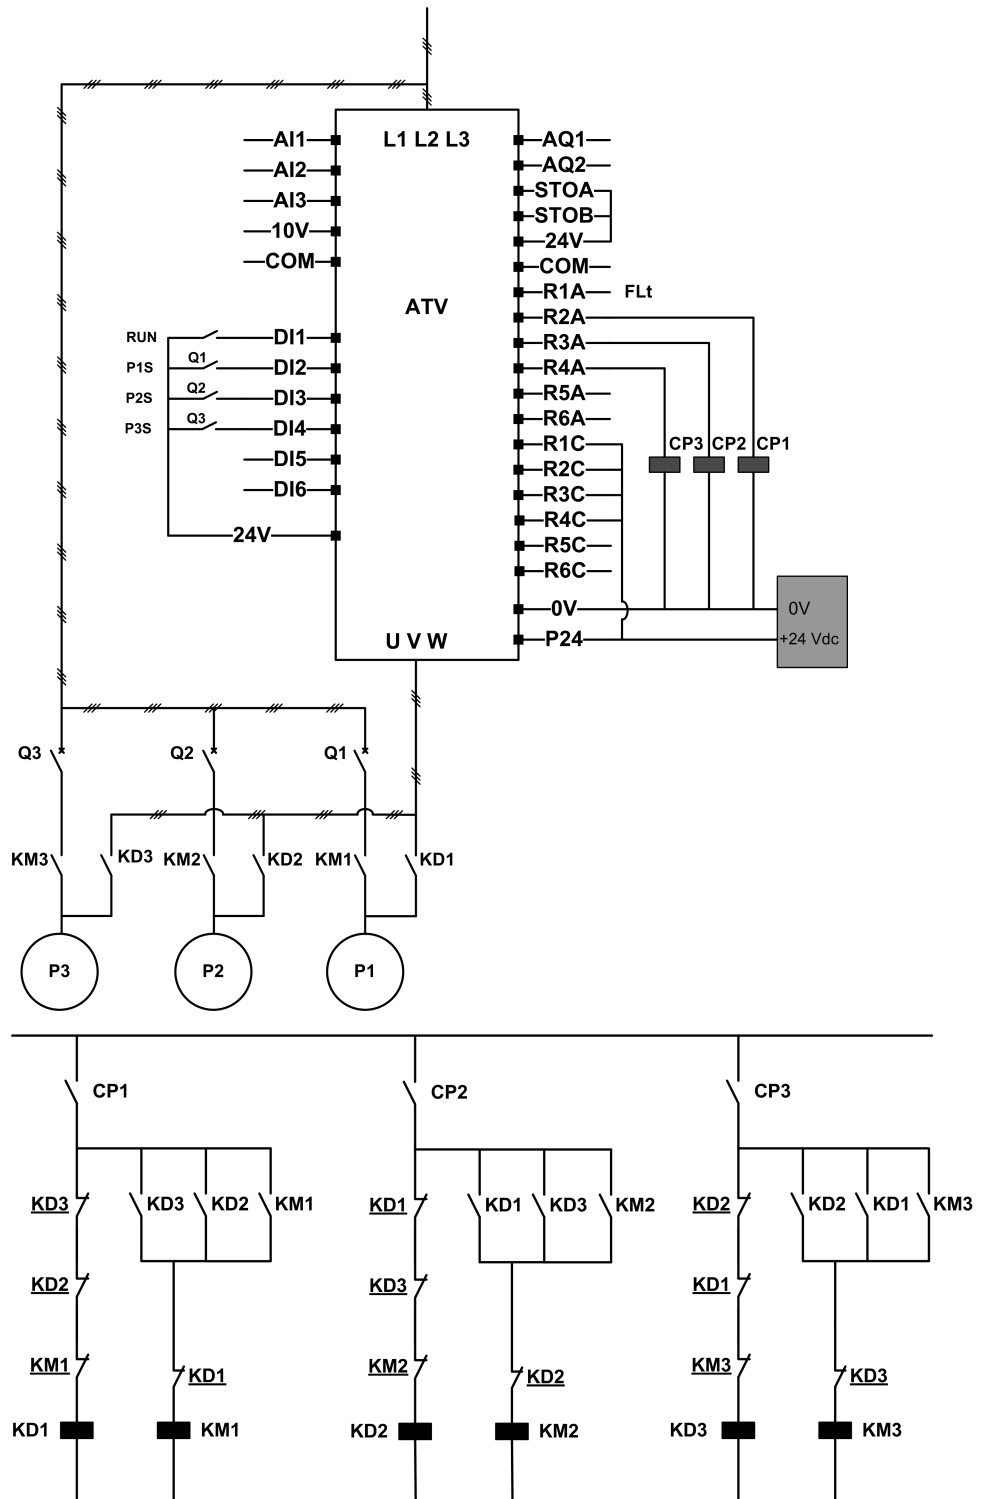 L1 L2 L3
AI1
AQ1
AI2
AQ2
AI3
STOA
STOB
10V
24V
COM
COM
ATV
R1A
FLt
R2A
RUN
DI1
R3A
P1S
Q1
DI2
R4A
P2S
Q2
DI3
R5A
P3S
Q3
DI4
R6A
R1C
CP3
CP2
CP1
DI5
R2C
DI6
R3C
R4C
24V
R5C
R6C
0V
0V
U V W
P24
+24 Vdc
Q3
Q2
Q1
KM3
KD3
KM2
KD2
KM1
KD1
P3
P2
P1
CP1
CP2
CP3
KD3
KD3
KD2
KM1
KD1
KD1
KD3
KM2
KD2
KD2
KD1
KM3
KD2
KD3
KD1
KM1
KD1
KM2
KD2
KM3
KD3
KD1
KM1
KD2
KM2
KD3
KM3